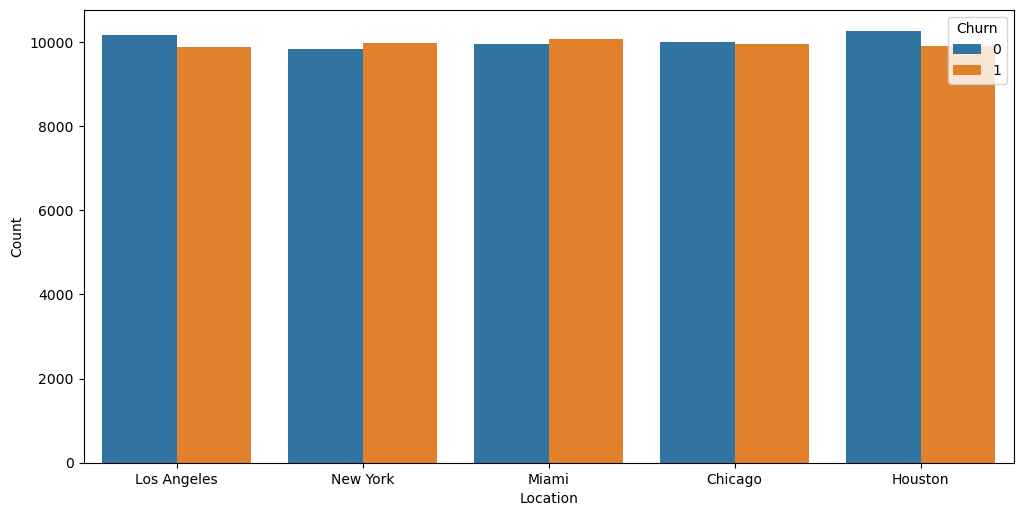 Churn
0
1
10000
8000
6000
4000
2000
0
Count
Los Angeles
New York
Miami
Chicago
Houston
Location